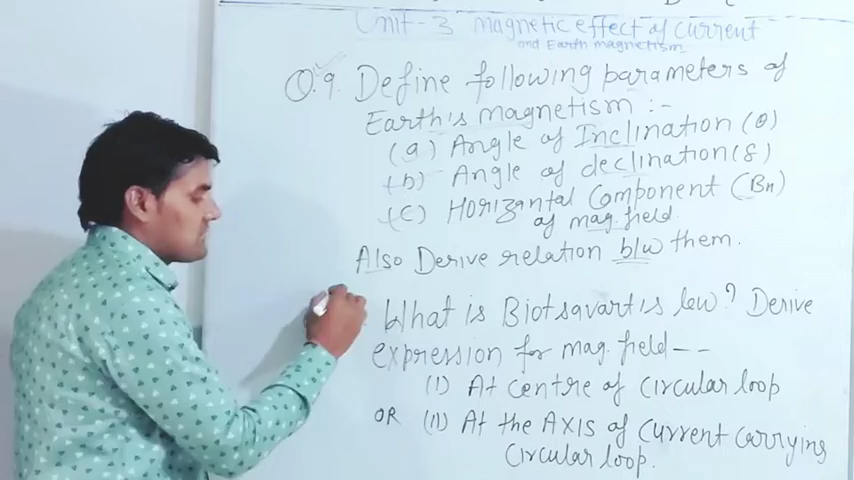 Unit-3 magnetic effect of current
and Earth magnetism
Q.9. Define following parameters of
Earth's magnetism :-
(a) Angle of Inclination (θ)
(b) Angle of declination (δ)
(c) Horizantal Component (BH)
of mag. field.
Also Derive relation b/w them.
What is Biotsavart is law? Derive
expression for mag. field--
(I) At centre of circular loop
OR (II) At the Axis of current carrying
circular loop.